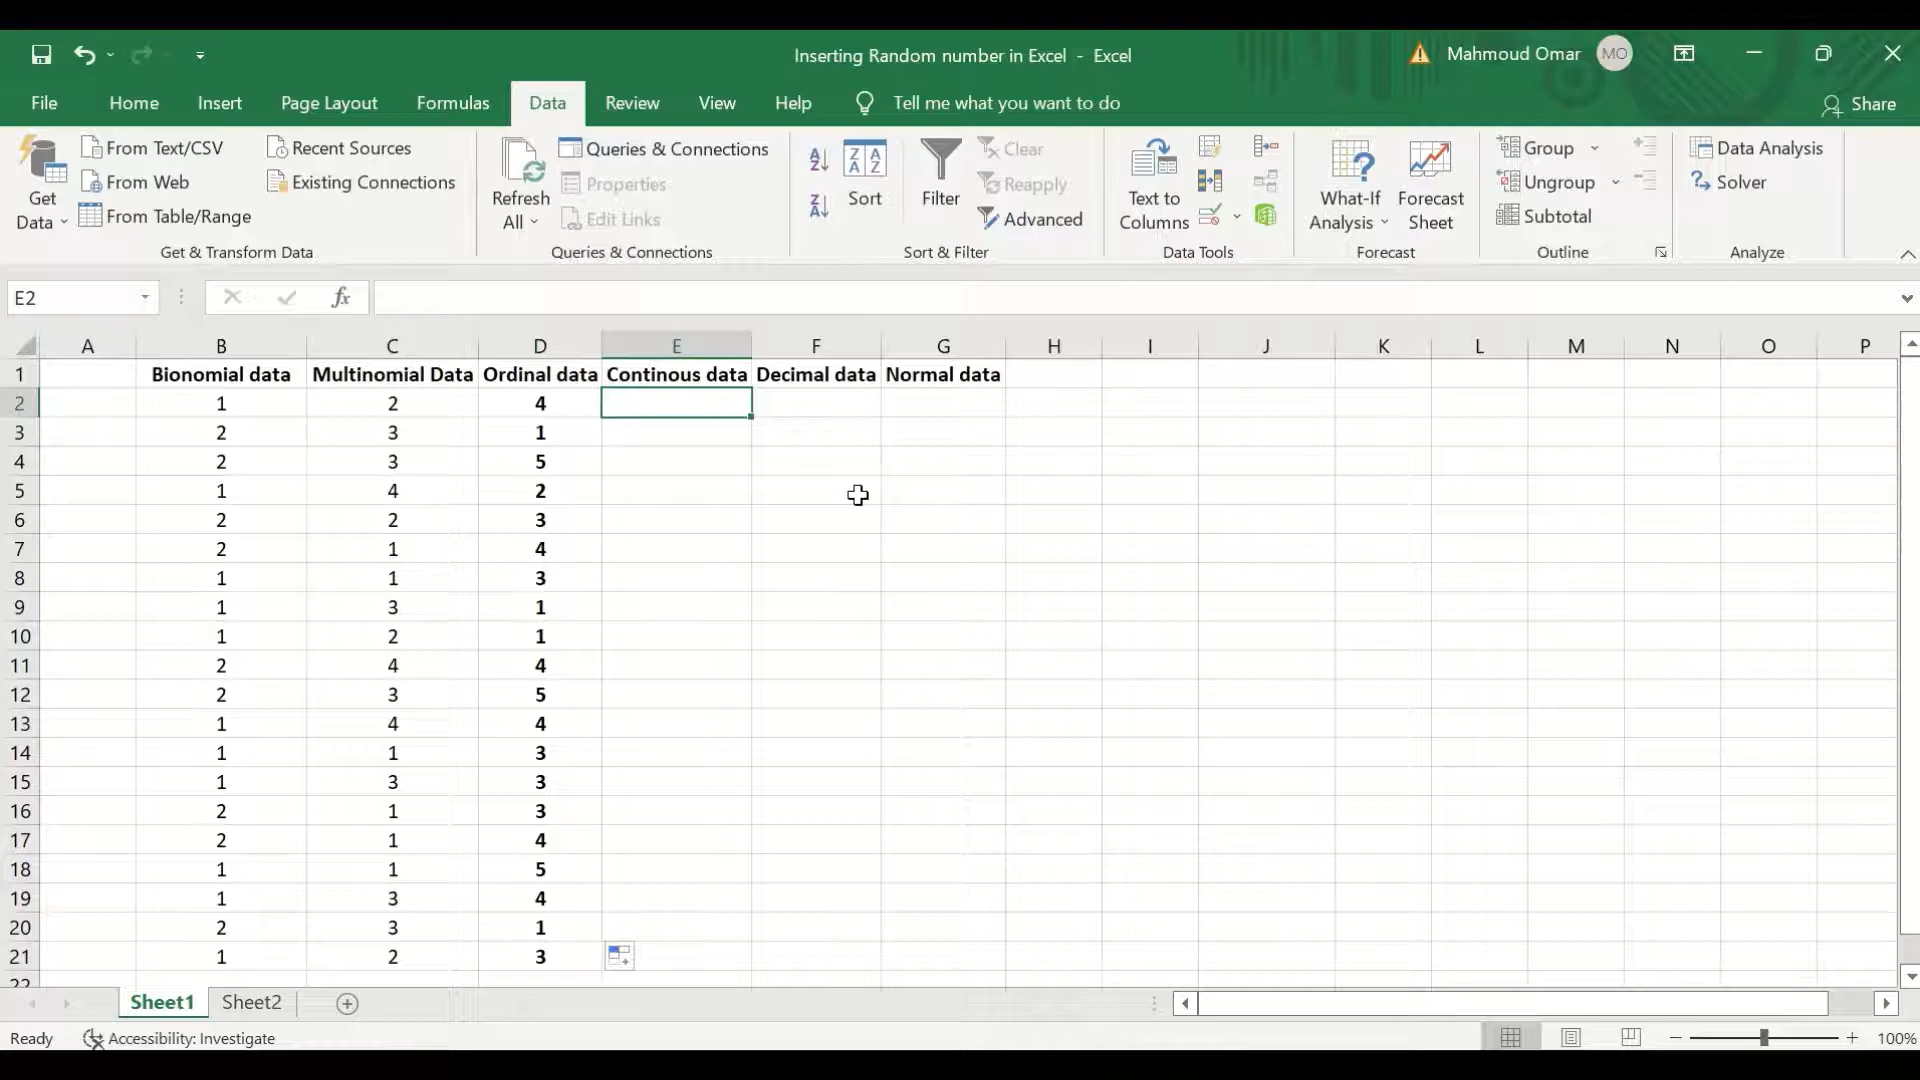 Inserting Random number in Excel - Excel
Mahmoud Omar MO
File Home Insert Page Layout Formulas Data Review View Help Tell me what you want to do Share
Get Data
From Text/CSV
From Web
From Table/Range
Recent Sources
Existing Connections
Get & Transform Data
Refresh All
Queries & Connections
Properties
Edit Links
Queries & Connections
Sort
Filter
Clear
Reapply
Advanced
Sort & Filter
Text to Columns
Data Tools
What-If Analysis
Forecast Sheet
Forecast
Group
Ungroup
Subtotal
Outline
Data Analysis
Solver
Analyze
E2 fx
A B C D E F G H I J K L M N O P
1 Bionomial data Multinomial Data Ordinal data Continous data Decimal data Normal data
2 1 2 4
3 2 3 1
4 2 3 5
5 1 4 2
6 2 2 3
7 2 1 4
8 1 1 3
9 1 3 1
10 1 2 1
11 2 4 4
12 2 3 5
13 1 4 4
14 1 1 3
15 1 3 3
16 2 1 3
17 2 1 4
18 1 1 5
19 1 3 4
20 2 3 1
21 1 2 3
22
Sheet1 Sheet2
Ready Accessibility: Investigate 100%